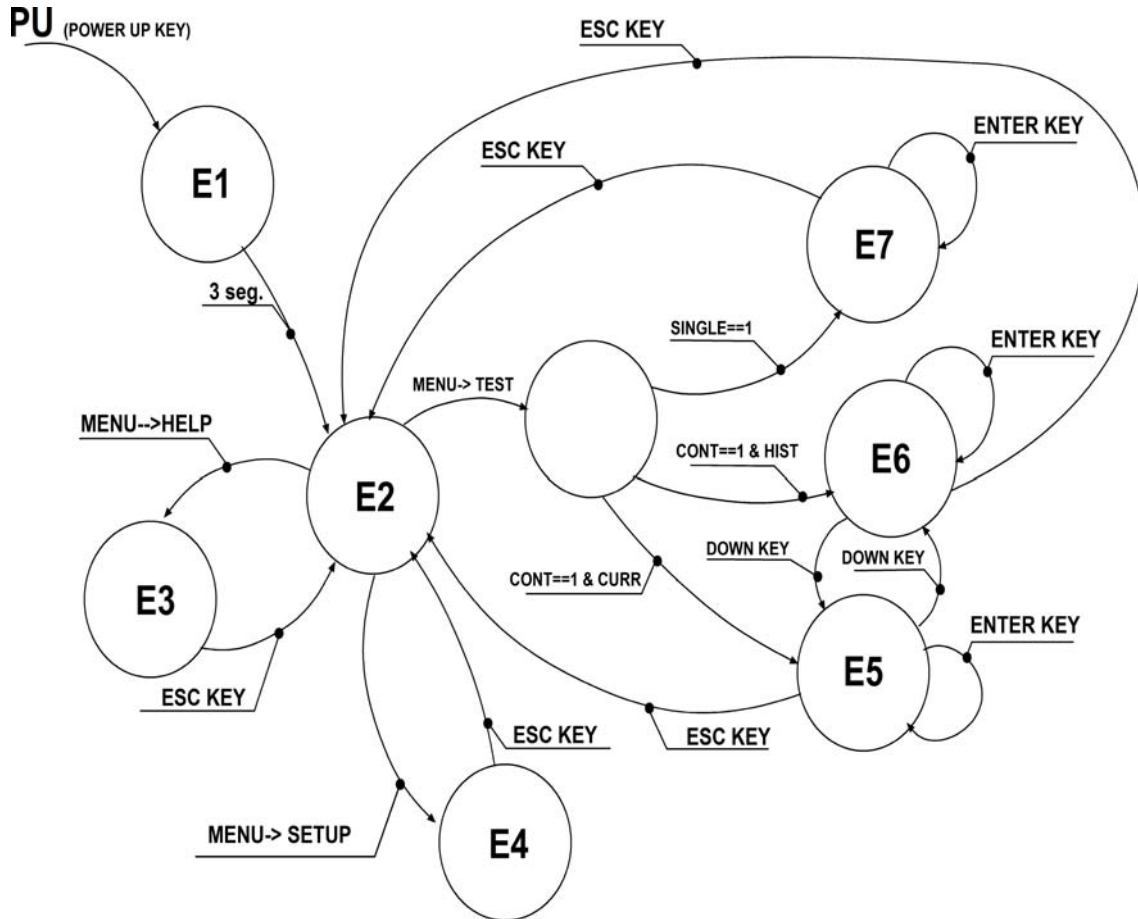 PU (POWER UP KEY)
ESC KEY
ESC KEY
ENTER KEY
E1
E7
3 seg.
SINGLE==1
ENTER KEY
MENU-> TEST
MENU-->HELP
CONT==1 & HIST
E6
E2
DOWN KEY
DOWN KEY
CONT==1 & CURR
E3
ENTER KEY
E5
ESC KEY
ESC KEY
ESC KEY
MENU-> SETUP
E4